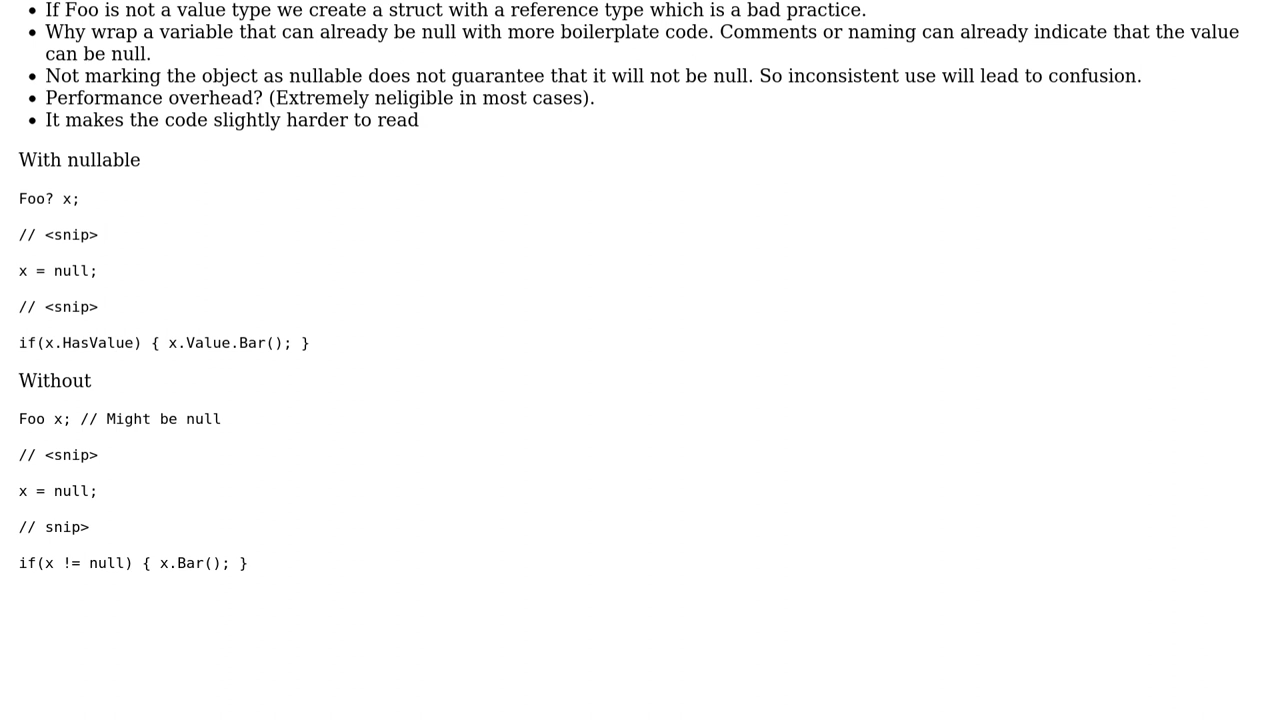 • If Foo is not a value type we create a struct with a reference type which is a bad practice.
• Why wrap a variable that can already be null with more boilerplate code. Comments or naming can already indicate that the value
can be null.
• Not marking the object as nullable does not guarantee that it will not be null. So inconsistent use will lead to confusion.
• Performance overhead? (Extremely neligible in most cases).
• It makes the code slightly harder to read
With nullable
Foo? x;
// <snip>
x = null;
// <snip>
if(x.HasValue) { x.Value.Bar(); }
Without
Foo x; // Might be null
// <snip>
x = null;
// snip>
if(x != null) { x.Bar(); }